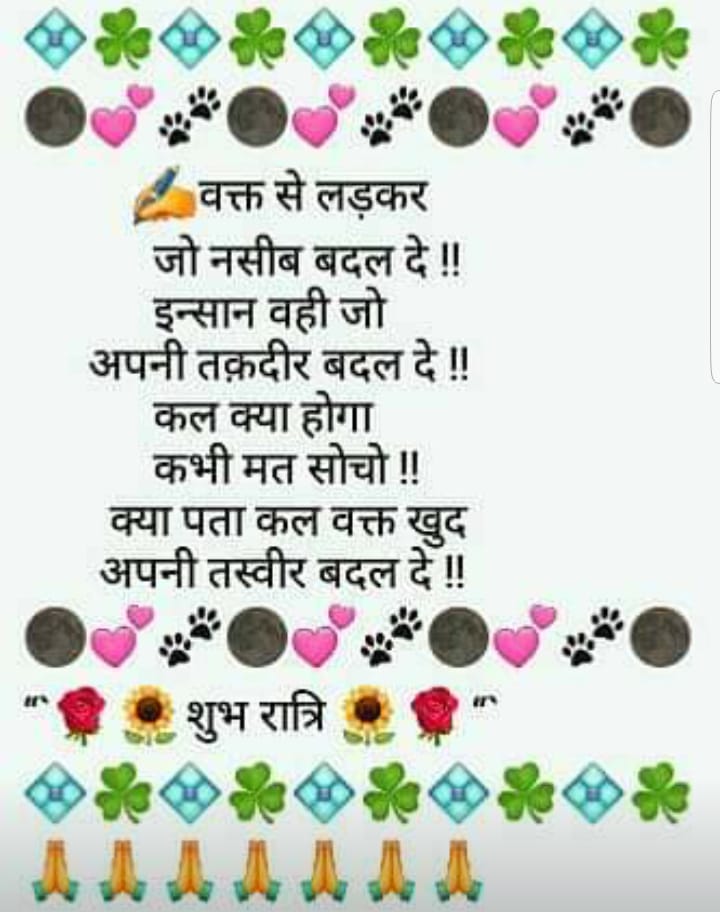 वक्त से लड़कर
जो नसीब बदल दे !!
इन्सान वही जो
अपनी तक़दीर बदल दे !!
कल क्या होगा
कभी मत सोचो !!
क्या पता कल वक्त खुद
अपनी तस्वीर बदल दे !!
"` शुभ रात्रि "`